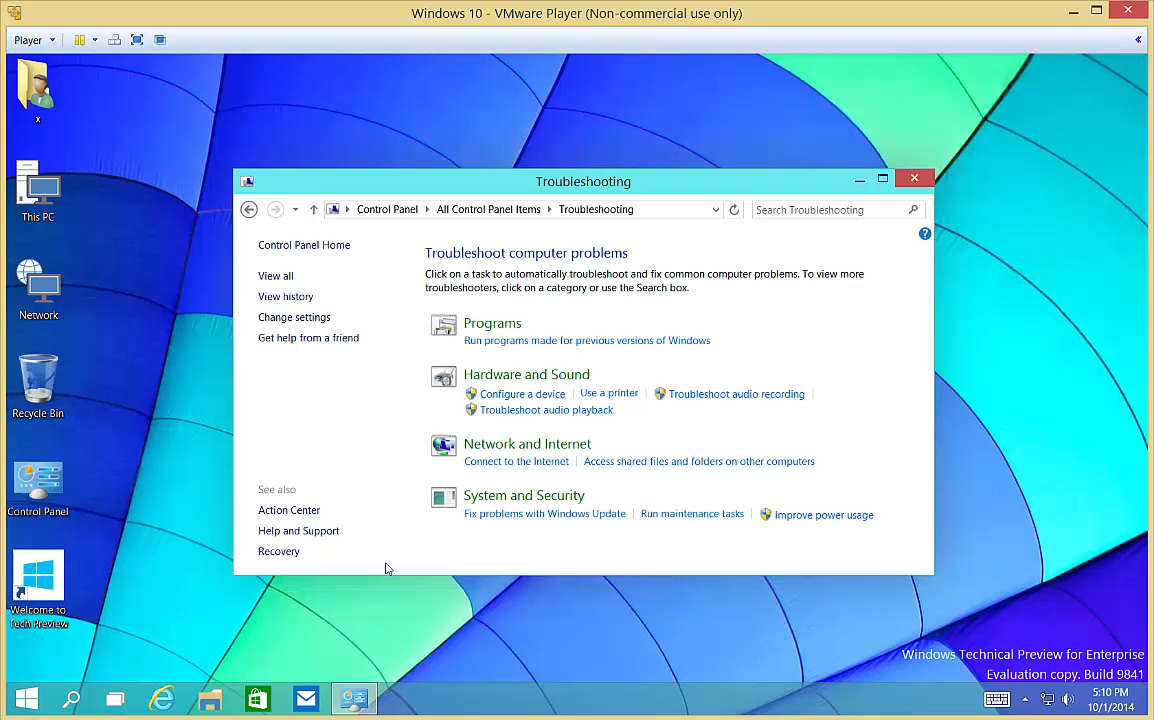 Windows 10 - VMware Player (Non-commercial use only)
Player
x
This PC
Network
Recycle Bin
Control Panel
Welcome to
Tech Preview
Troubleshooting
Control Panel
All Control Panel Items
Troubleshooting
Search Troubleshooting
Control Panel Home
View all
View history
Change settings
Get help from a friend
See also
Action Center
Help and Support
Recovery
Troubleshoot computer problems
Click on a task to automatically troubleshoot and fix common computer problems. To view more
troubleshooters, click on a category or use the Search box.
Programs
Run programs made for previous versions of Windows
Hardware and Sound
Configure a device
Use a printer
Troubleshoot audio recording
Troubleshoot audio playback
Network and Internet
Connect to the Internet
Access shared files and folders on other computers
System and Security
Fix problems with Windows Update
Run maintenance tasks
Improve power usage
Windows Technical Preview for Enterprise
Evaluation copy. Build 9841
5:10 PM
10/1/2014